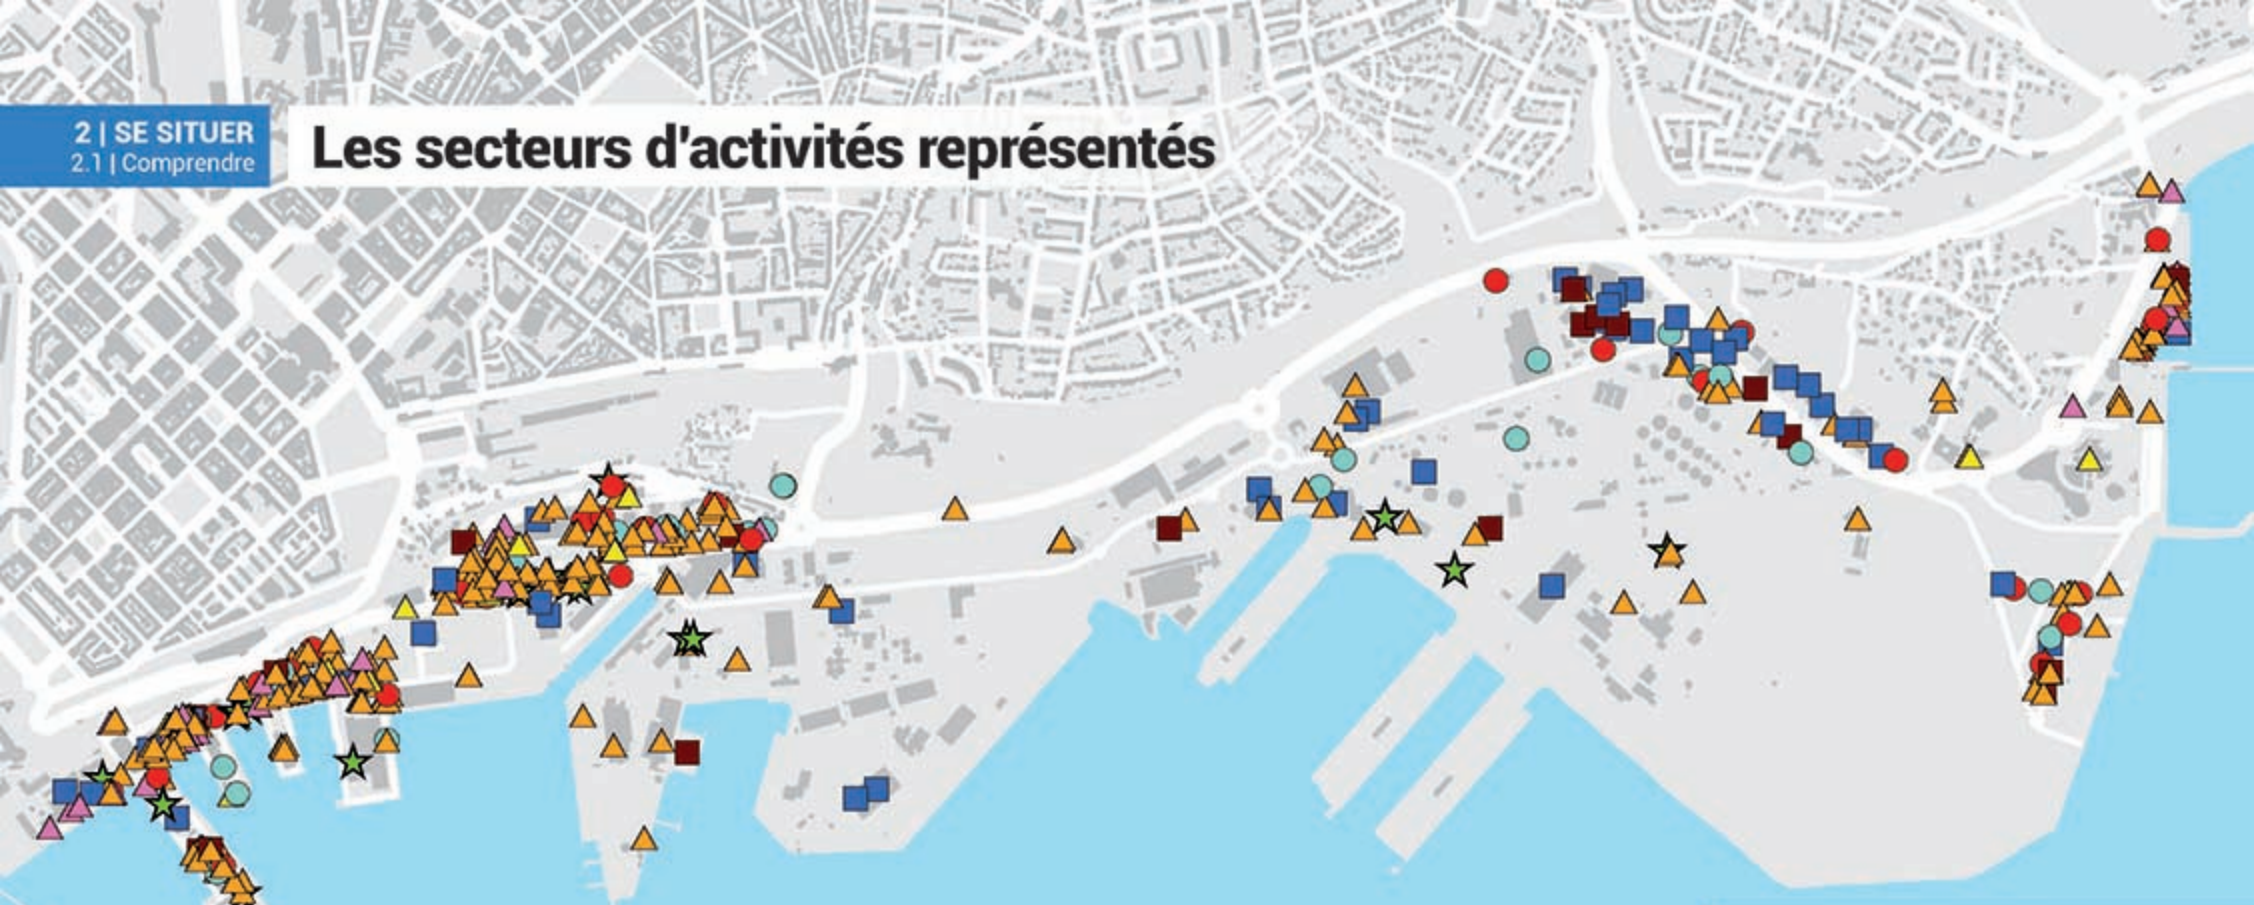 2 | SE SITUER
2.1 | Comprendre
Les secteurs d'activités représentés